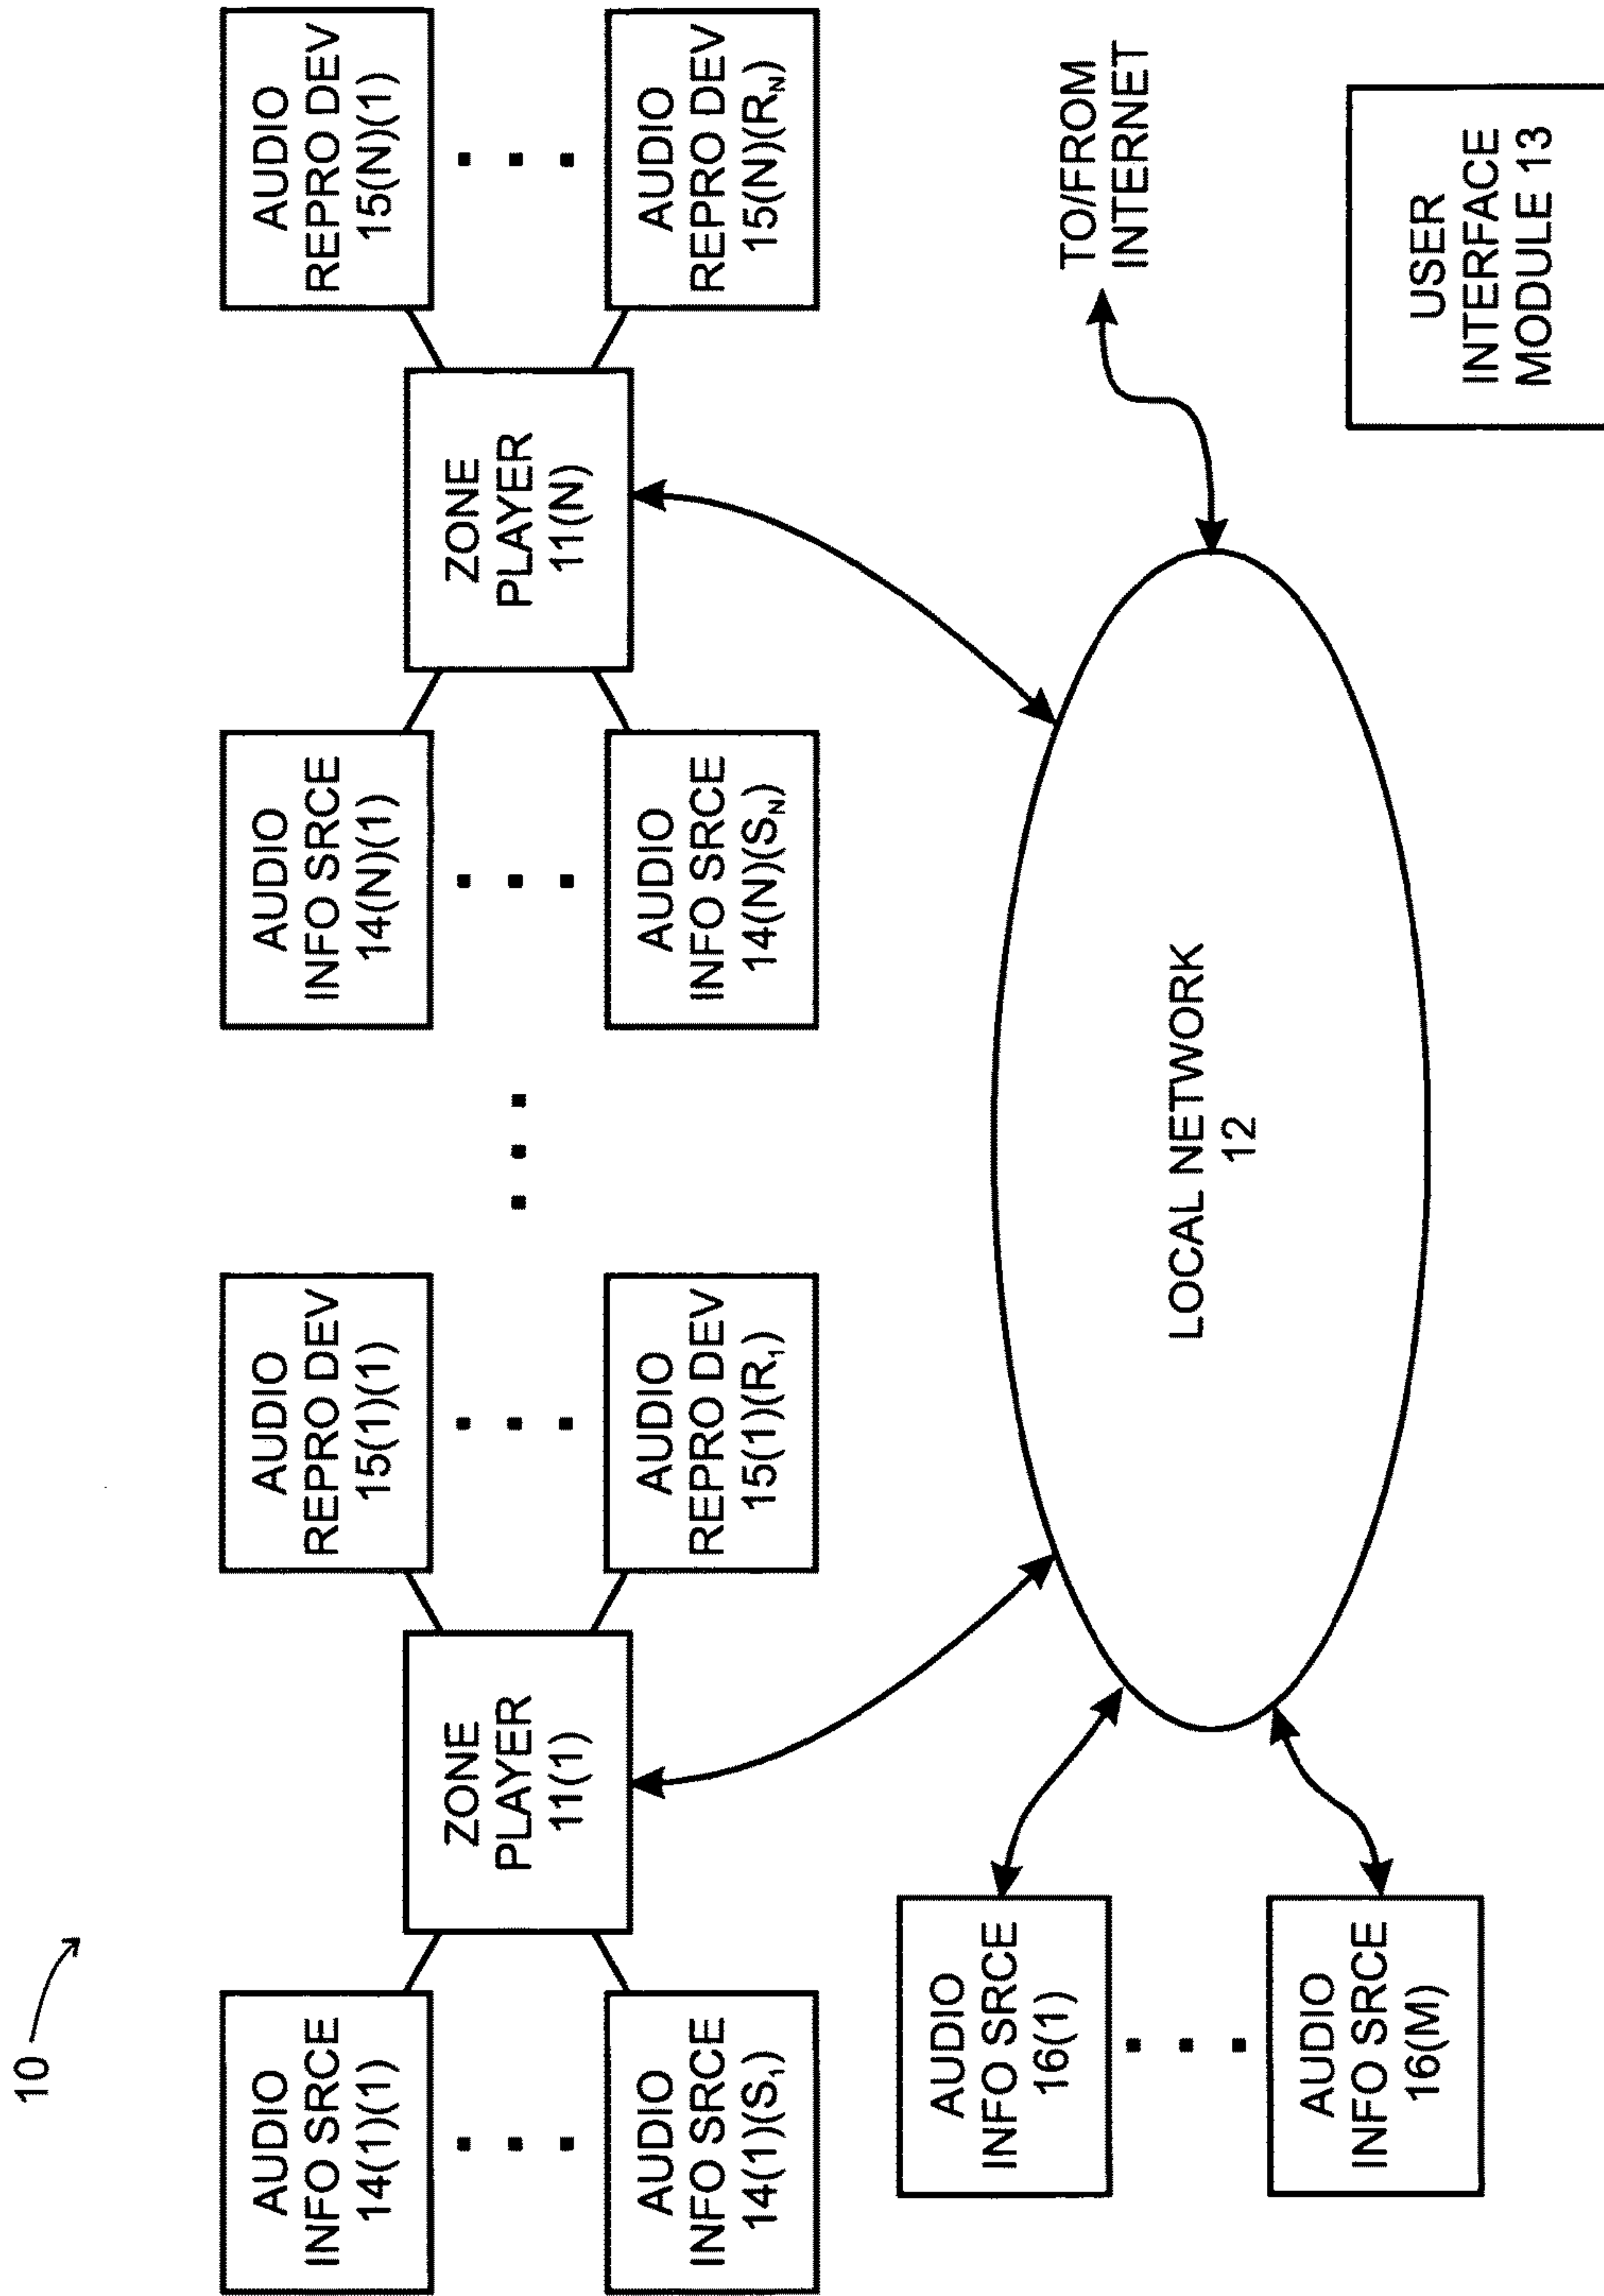 10
AUDIO
INFO SRCE
14(1)(1)
AUDIO
INFO SRCE
14(1)(S₁)
ZONE
PLAYER
11(1)
AUDIO
REPRO DEV
15(1)(1)
AUDIO
REPRO DEV
15(1)(R₁)
AUDIO
INFO SRCE
14(N)(1)
AUDIO
INFO SRCE
14(N)(S_N)
ZONE
PLAYER
11(N)
AUDIO
REPRO DEV
15(N)(1)
AUDIO
REPRO DEV
15(N)(R_N)
AUDIO
INFO SRCE
16(1)
AUDIO
INFO SRCE
16(M)
LOCAL NETWORK
12
TO/FROM
INTERNET
USER
INTERFACE
MODULE 13